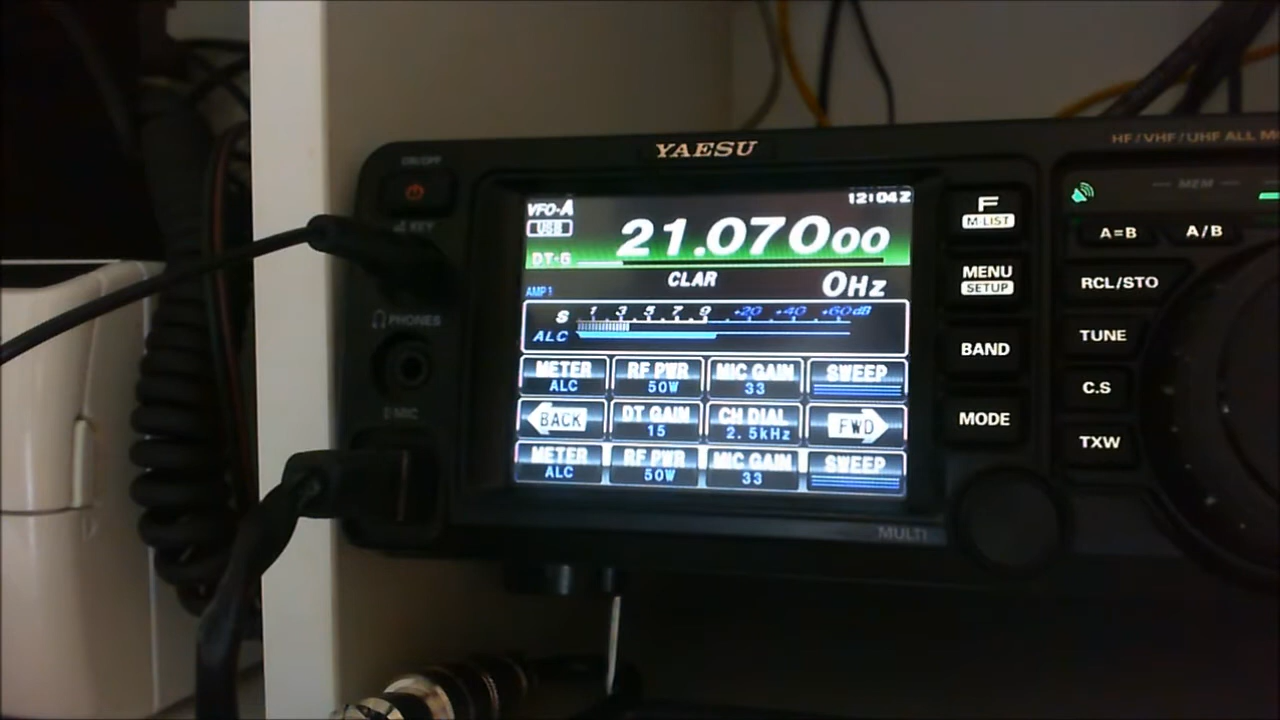 YAESU
HF/VHF/UHF ALL M
ON/OFF
KEY
PHONES
MIC
VFO-A
12:04Z
USB
21.07000
DT-G
CLAR
0Hz
AMP1
S 1 3 5 7 9 +20 +40 +60dB
ALC
METER RF PWR MIC GAIN SWEEP
ALC 50W 33
BACK DT GAIN CH DIAL FWD
15 2.5kHz
METER RF PWR MIC GAIN SWEEP
ALC 50W 33
MULTI
F
M-LIST
MENU
SETUP
BAND
MODE
MEM
A=B A/B
RCL/STO
TUNE
C.S
TXW